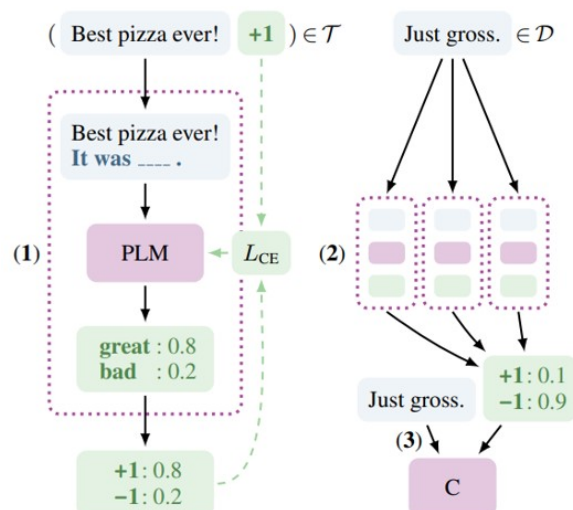 ( Best pizza ever! +1 ) ∈ 𝒯
Just gross. ∈ 𝒟
Best pizza ever!
It was ____ .
(1)
PLM
L_CE
great : 0.8
bad : 0.2
+1: 0.8
−1: 0.2
(2)
+1: 0.1
−1: 0.9
Just gross.
(3)
C